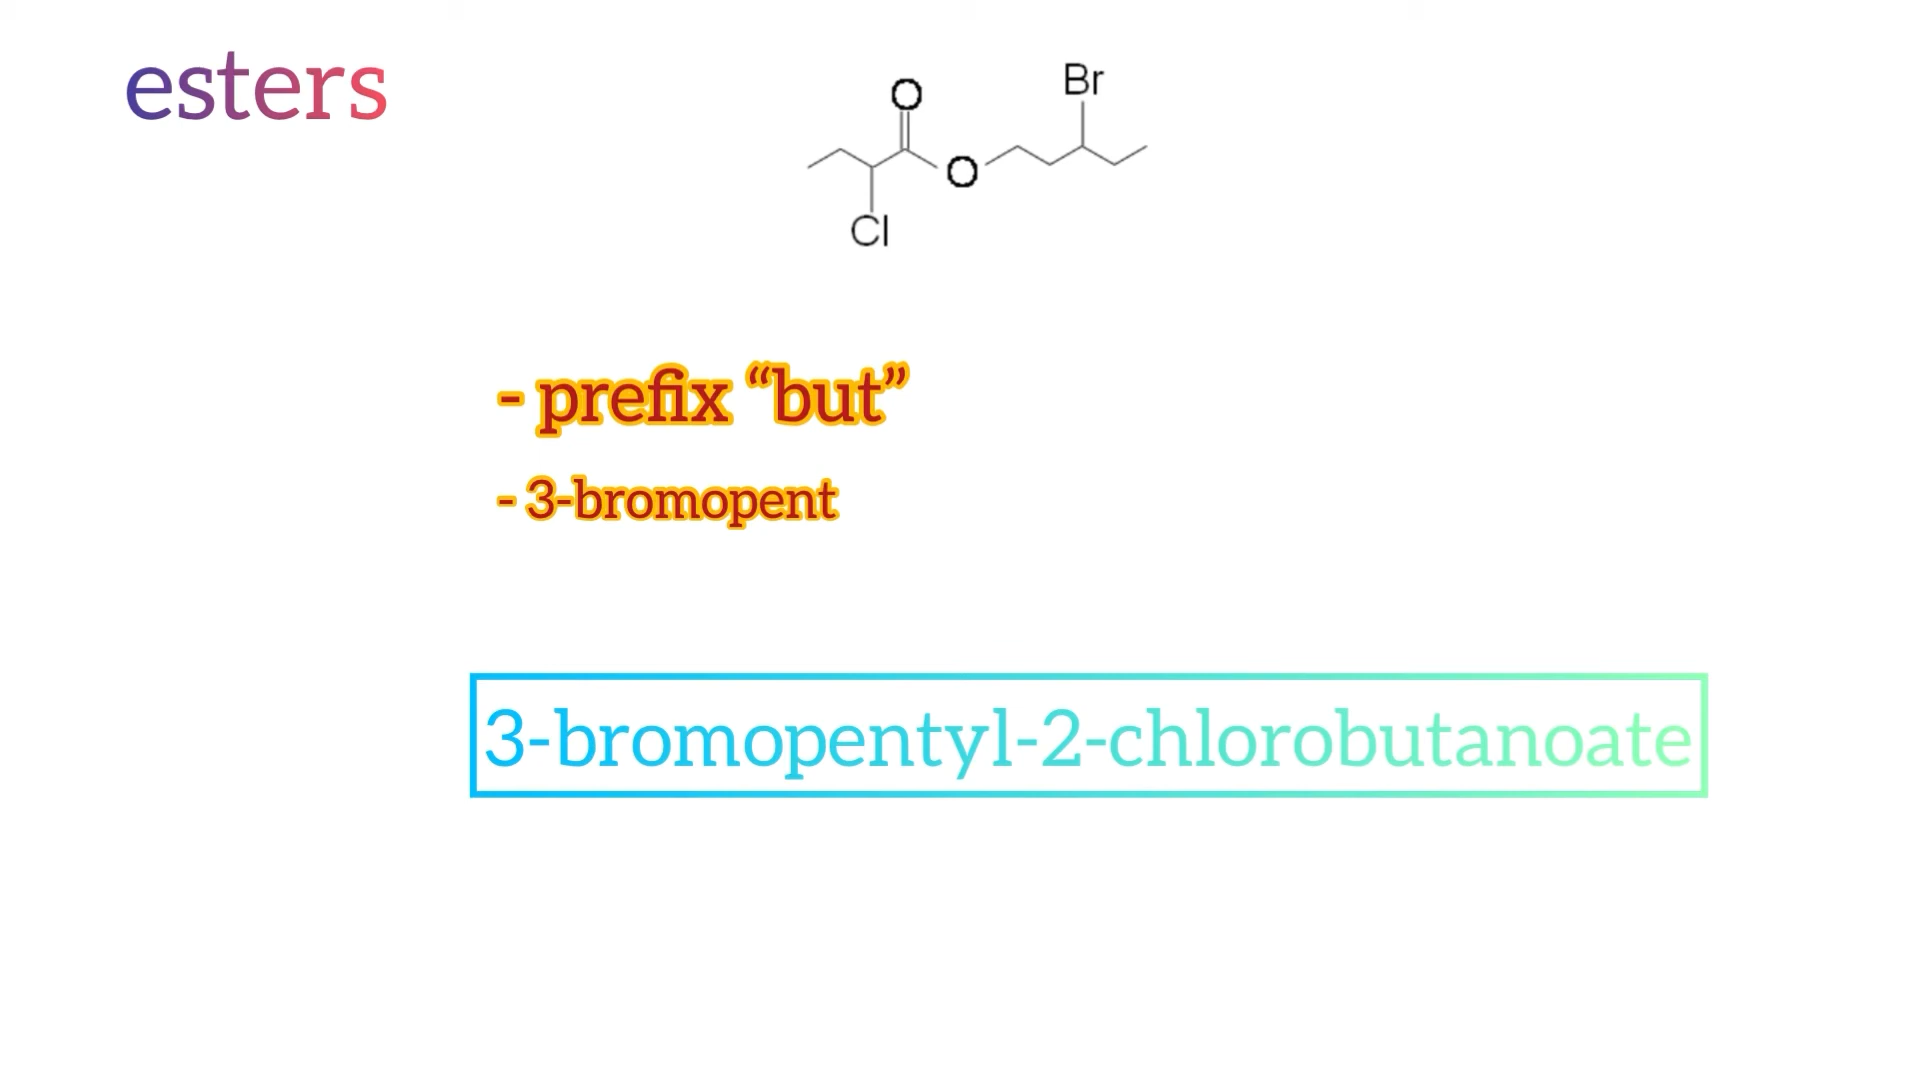 esters
Br
O
O
Cl
- prefix “but”
- 3-bromopent
3-bromopentyl-2-chlorobutanoate